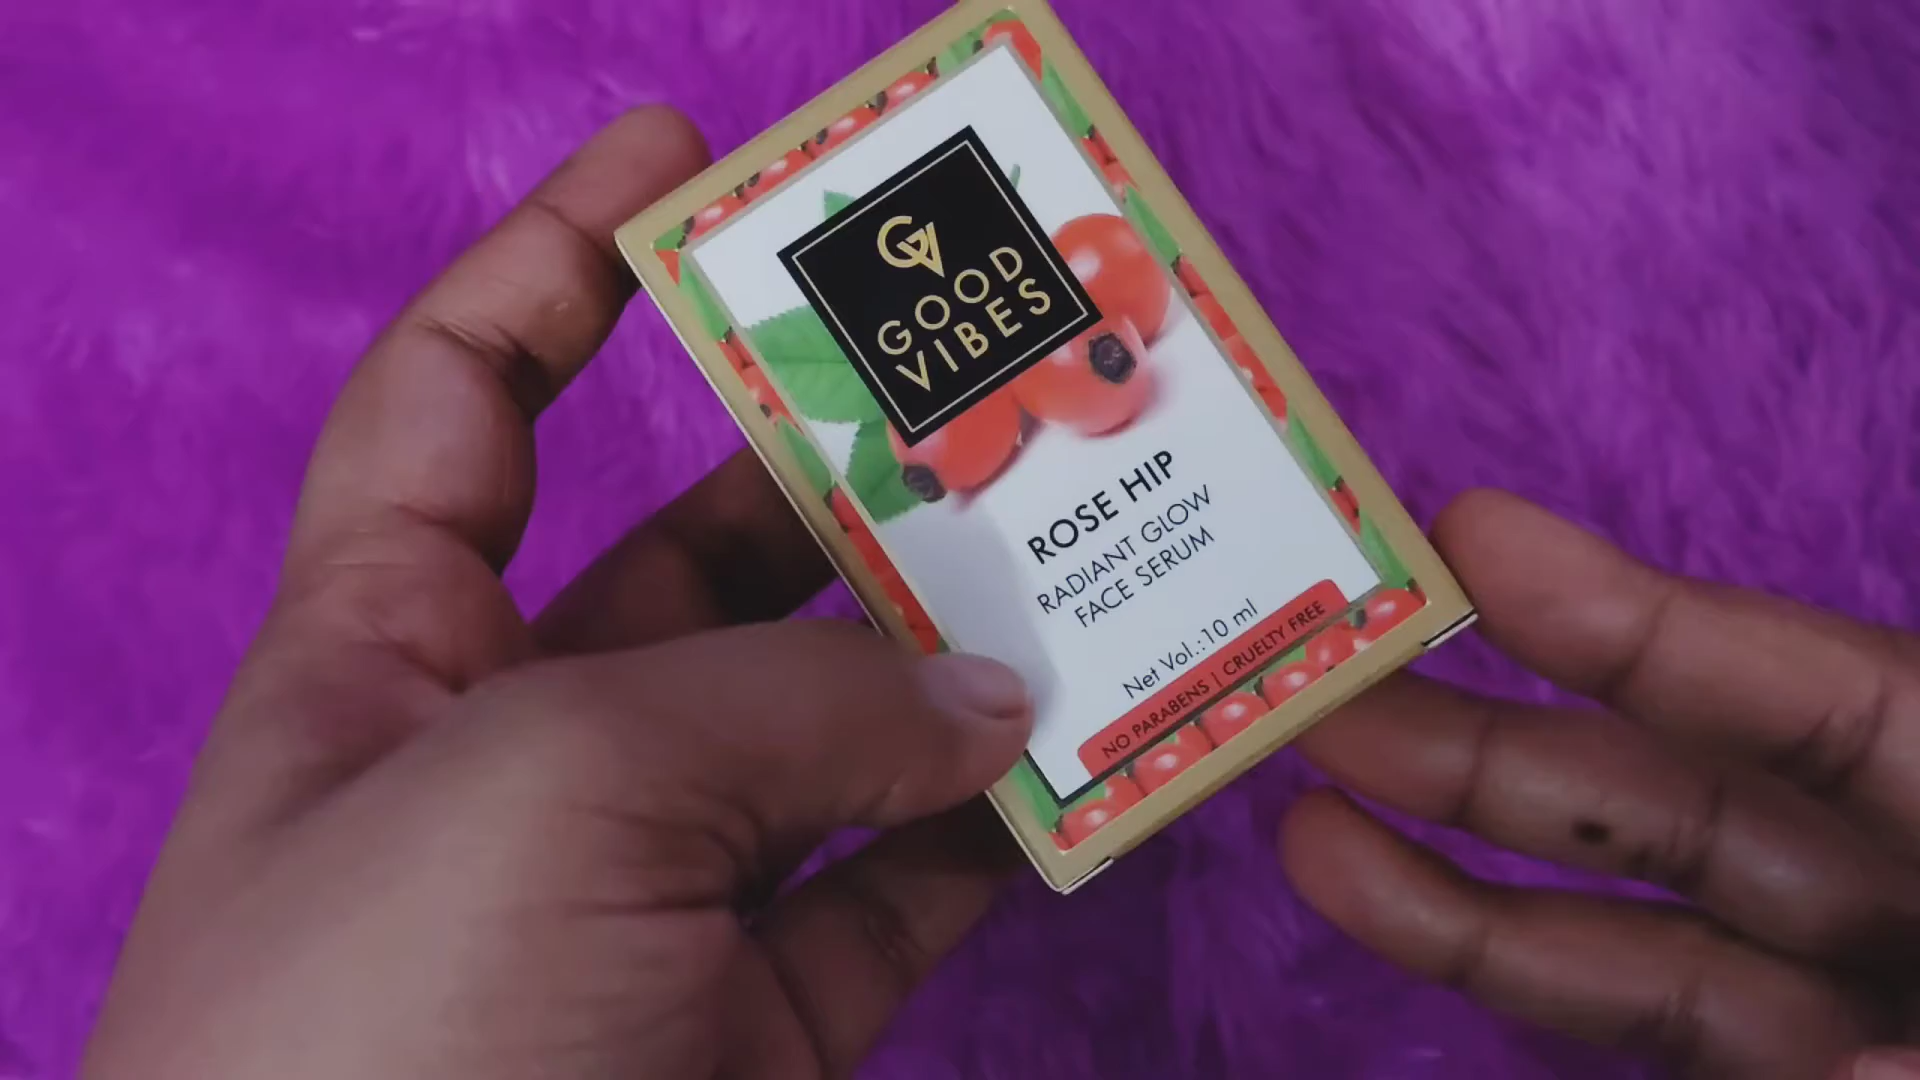 GV
GOOD
VIBES
ROSE HIP
RADIANT GLOW
FACE SERUM
Net Vol.:10 ml
NO PARABENS | CRUELTY FREE